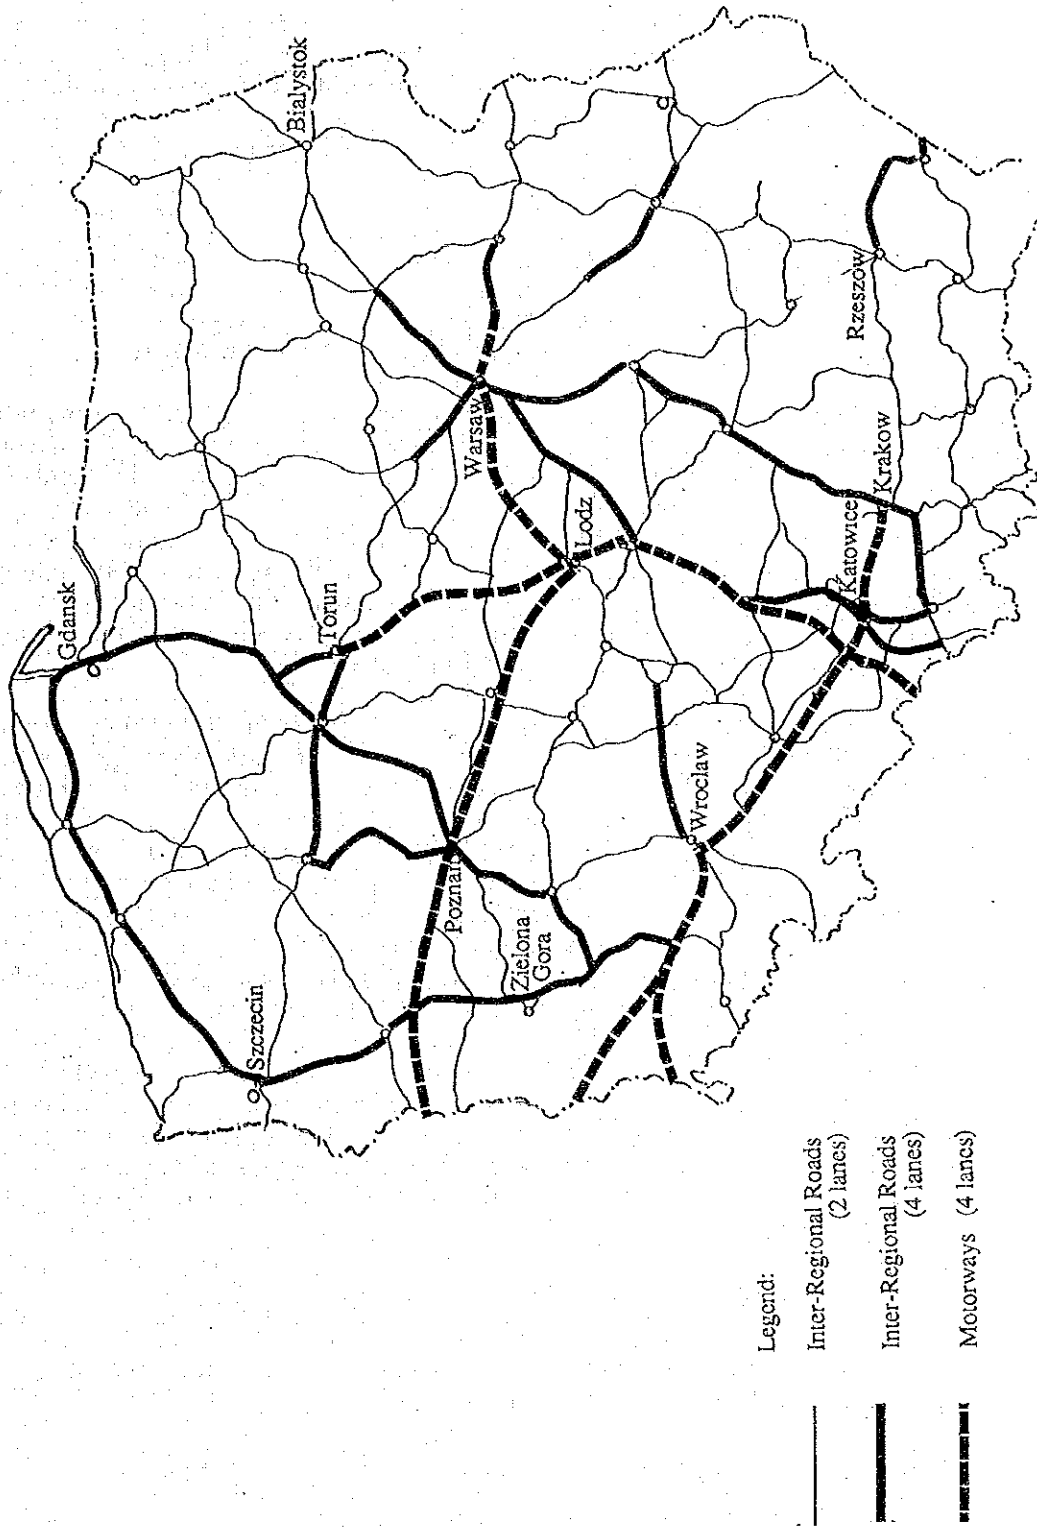 Gdansk
Bialystok
Szczecin
Torun
Warsaw
Poznan
Zielona
Gora
Lodz
Wroclaw
Katowice
Krakow
Rzeszow
Legend:
Inter-Regional Roads
(2 lanes)
Inter-Regional Roads
(4 lanes)
Motorways (4 lanes)